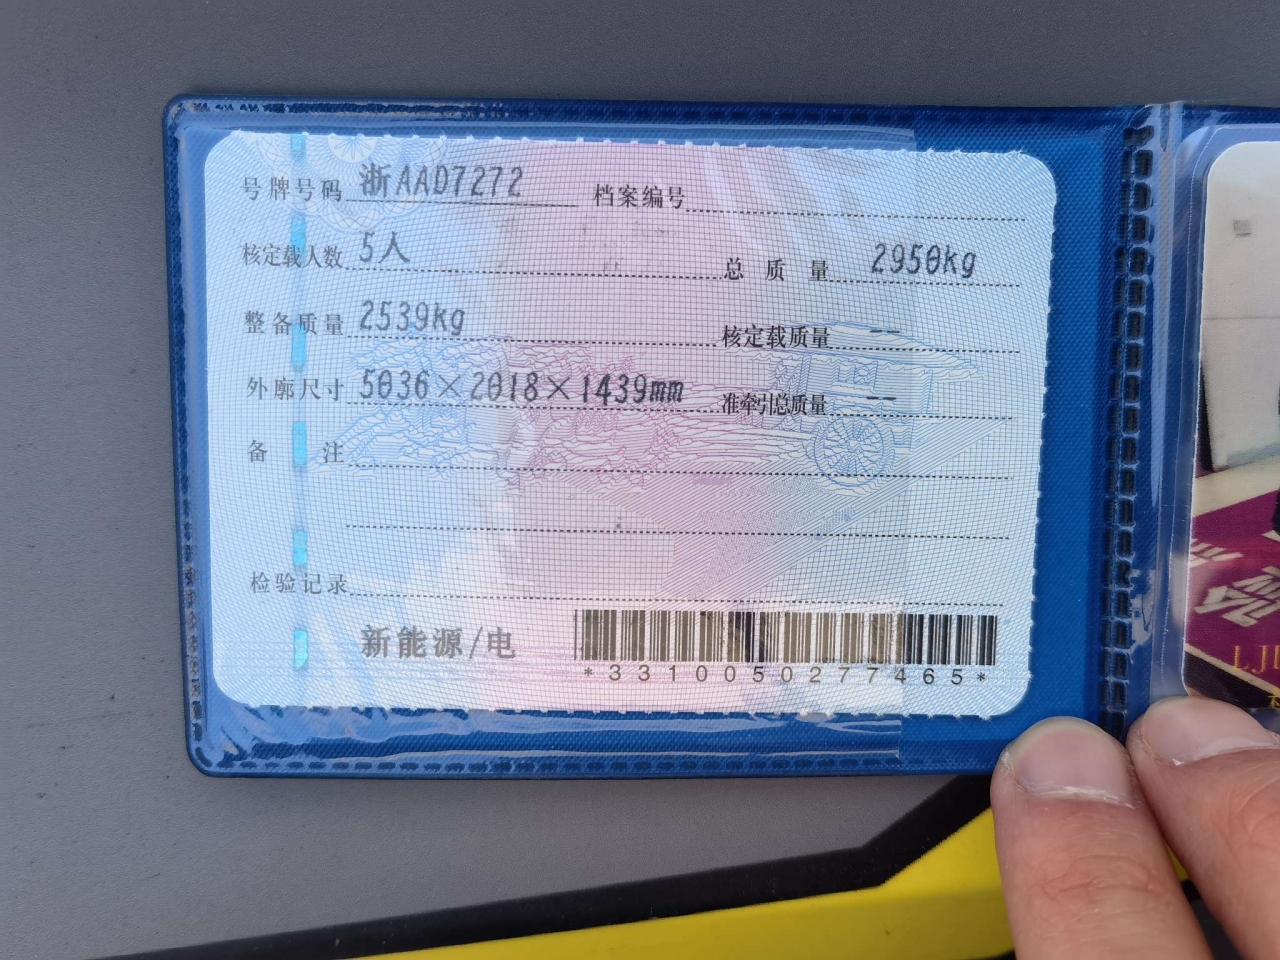 号牌号码 浙AAD7272 档案编号
核定载人数 5人 总质量 2950kg
整备质量 2539kg 核定载质量 --
外廓尺寸 5036×2018×1439mm 准牵引总质量 --
备注
检验记录
新能源/电
*3310050277465*